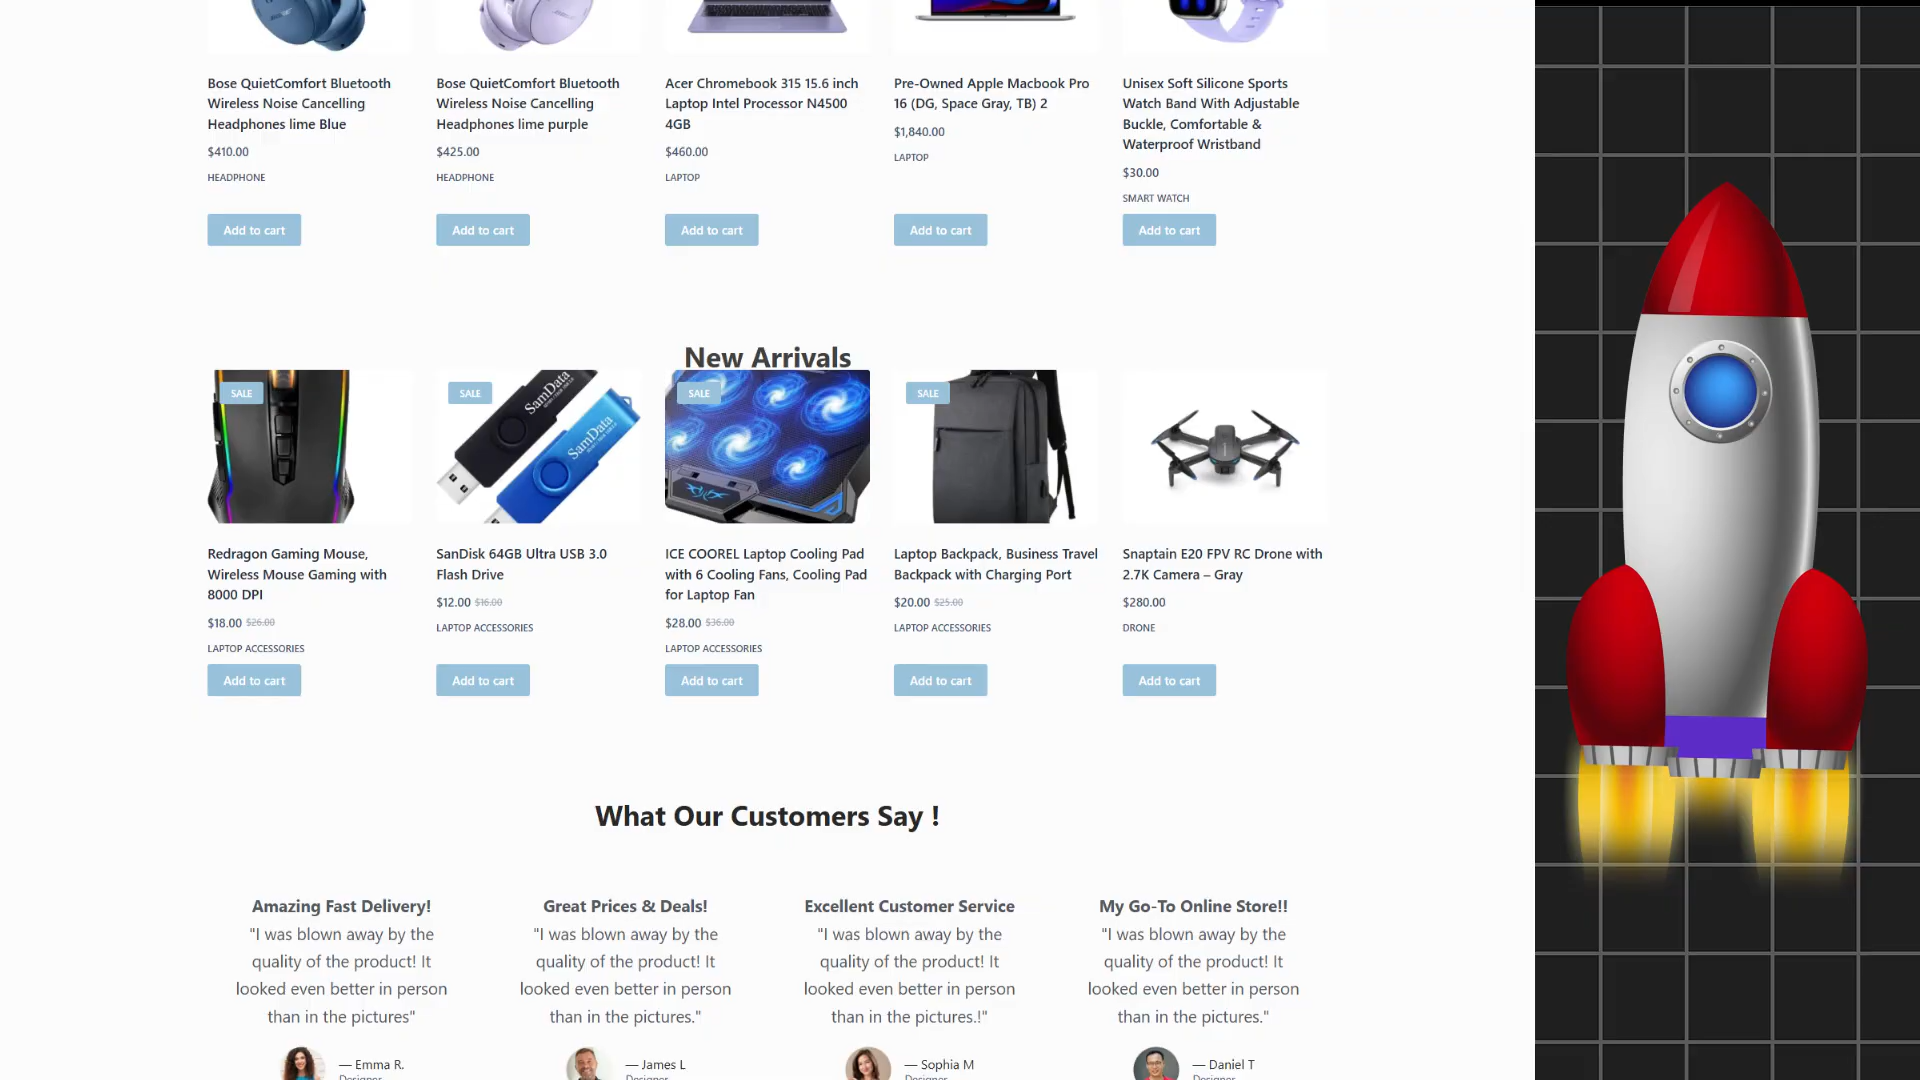 Bose QuietComfort Bluetooth
Wireless Noise Cancelling
Headphones lime Blue
$410.00
HEADPHONE
Add to cart
Bose QuietComfort Bluetooth
Wireless Noise Cancelling
Headphones lime purple
$425.00
HEADPHONE
Add to cart
Acer Chromebook 315 15.6 inch
Laptop Intel Processor N4500
4GB
$460.00
LAPTOP
Add to cart
Pre-Owned Apple Macbook Pro
16 (DG, Space Gray, TB) 2
$1,840.00
LAPTOP
Add to cart
Unisex Soft Silicone Sports
Watch Band With Adjustable
Buckle, Comfortable &
Waterproof Wristband
$30.00
SMART WATCH
Add to cart
New Arrivals
SALE
Redragon Gaming Mouse,
Wireless Mouse Gaming with
8000 DPI
$18.00 $26.00
LAPTOP ACCESSORIES
Add to cart
SALE
SamData
SamData
SanDisk 64GB Ultra USB 3.0
Flash Drive
$12.00 $16.00
LAPTOP ACCESSORIES
Add to cart
SALE
ICE COOREL Laptop Cooling Pad
with 6 Cooling Fans, Cooling Pad
for Laptop Fan
$28.00 $36.00
LAPTOP ACCESSORIES
Add to cart
SALE
Laptop Backpack, Business Travel
Backpack with Charging Port
$20.00 $25.00
LAPTOP ACCESSORIES
Add to cart
Snaptain E20 FPV RC Drone with
2.7K Camera – Gray
$280.00
DRONE
Add to cart
What Our Customers Say !
Amazing Fast Delivery!
"I was blown away by the
quality of the product! It
looked even better in person
than in the pictures"
— Emma R.
Designer
Great Prices & Deals!
"I was blown away by the
quality of the product! It
looked even better in person
than in the pictures."
— James L
Designer
Excellent Customer Service
"I was blown away by the
quality of the product! It
looked even better in person
than in the pictures.!"
— Sophia M
Designer
My Go-To Online Store!!
"I was blown away by the
quality of the product! It
looked even better in person
than in the pictures."
— Daniel T
Designer